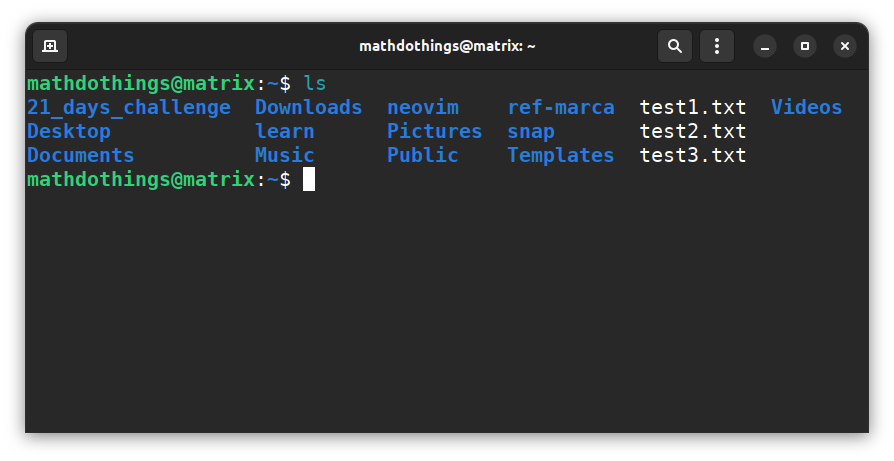 mathdothings@matrix: ~
mathdothings@matrix:~$ ls
21_days_challenge  Downloads  neovim    ref-marca  test1.txt  Videos
Desktop            learn      Pictures  snap       test2.txt
Documents          Music      Public    Templates  test3.txt
mathdothings@matrix:~$